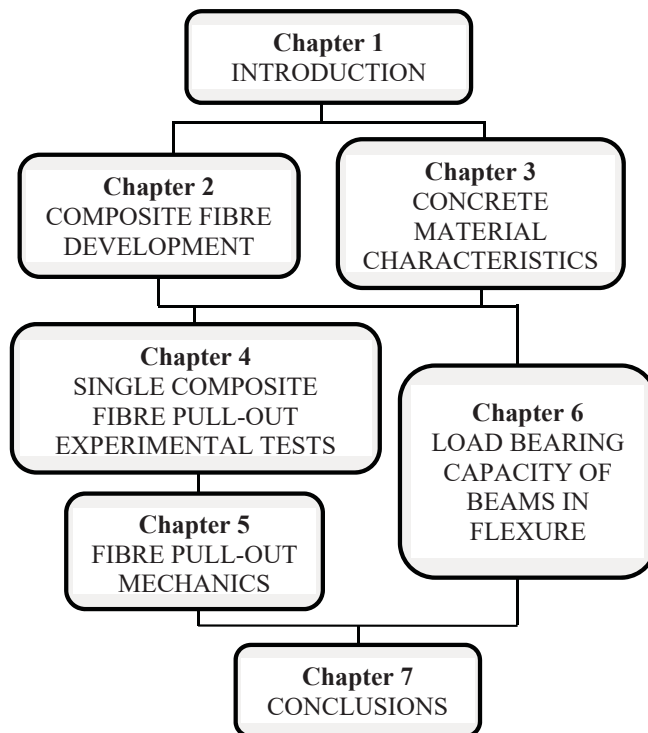 Chapter 1
INTRODUCTION
Chapter 2
COMPOSITE FIBRE
DEVELOPMENT
Chapter 3
CONCRETE
MATERIAL
CHARACTERISTICS
Chapter 4
SINGLE COMPOSITE
FIBRE PULL-OUT
EXPERIMENTAL TESTS
Chapter 5
FIBRE PULL-OUT
MECHANICS
Chapter 6
LOAD BEARING
CAPACITY OF
BEAMS IN
FLEXURE
Chapter 7
CONCLUSIONS